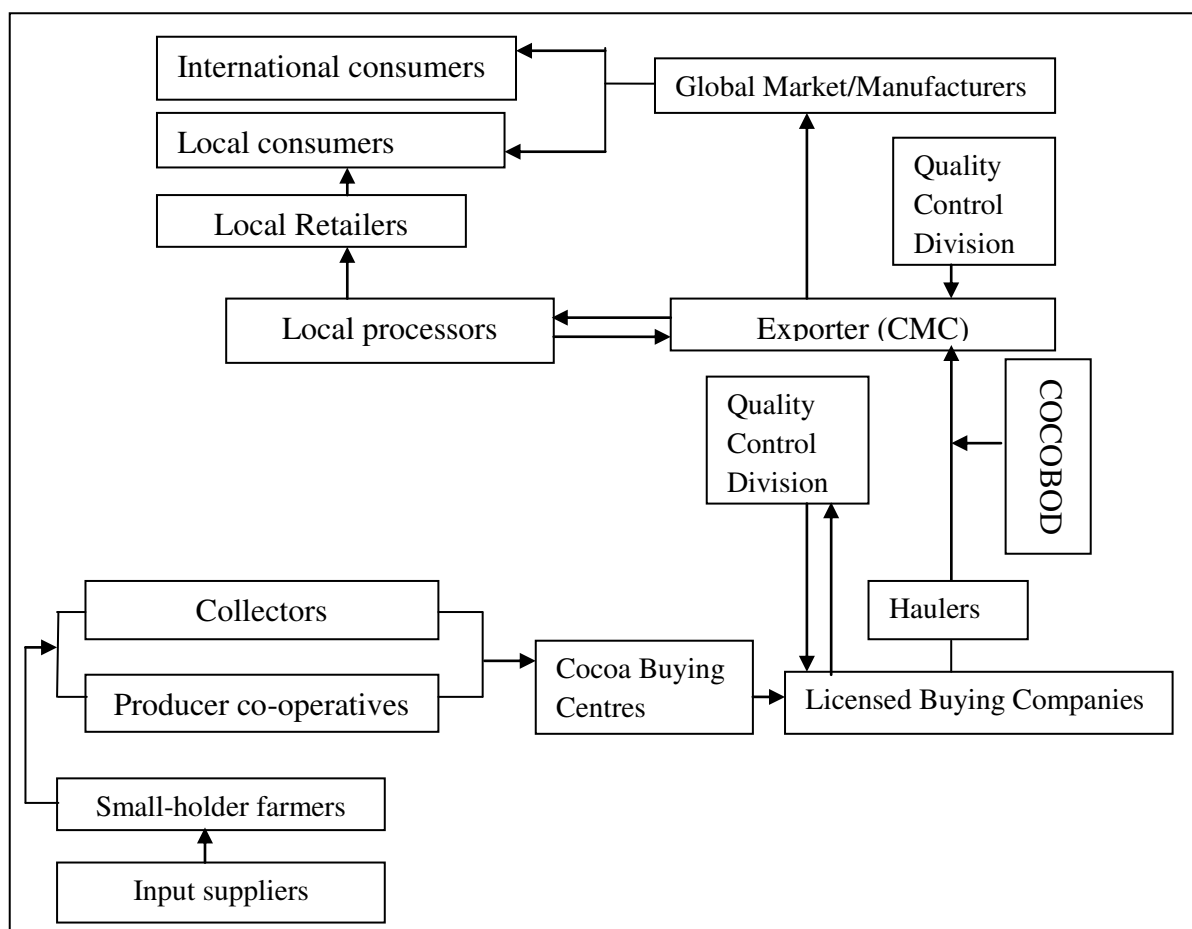 International consumers
Global Market/Manufacturers
Local consumers
Quality
Control
Division
Local Retailers
Local processors
Exporter (CMC)
Quality
Control
Division
COCOBOD
Collectors
Haulers
Cocoa Buying
Centres
Producer co-operatives
Licensed Buying Companies
Small-holder farmers
Input suppliers